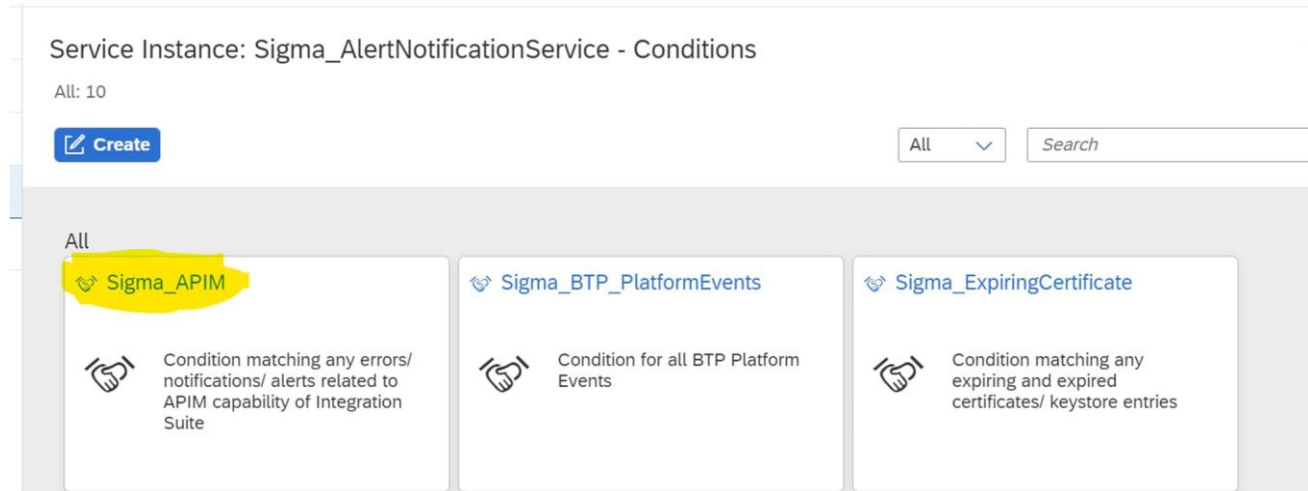 Service Instance: Sigma_AlertNotificationService - Conditions
All: 10
Create
All
Search
All
Sigma_APIM
Sigma_BTP_PlatformEvents
Sigma_ExpiringCertificate
Condition matching any errors/
notifications/ alerts related to
APIM capability of Integration
Suite
Condition for all BTP Platform
Events
Condition matching any
expiring and expired
certificates/ keystore entries